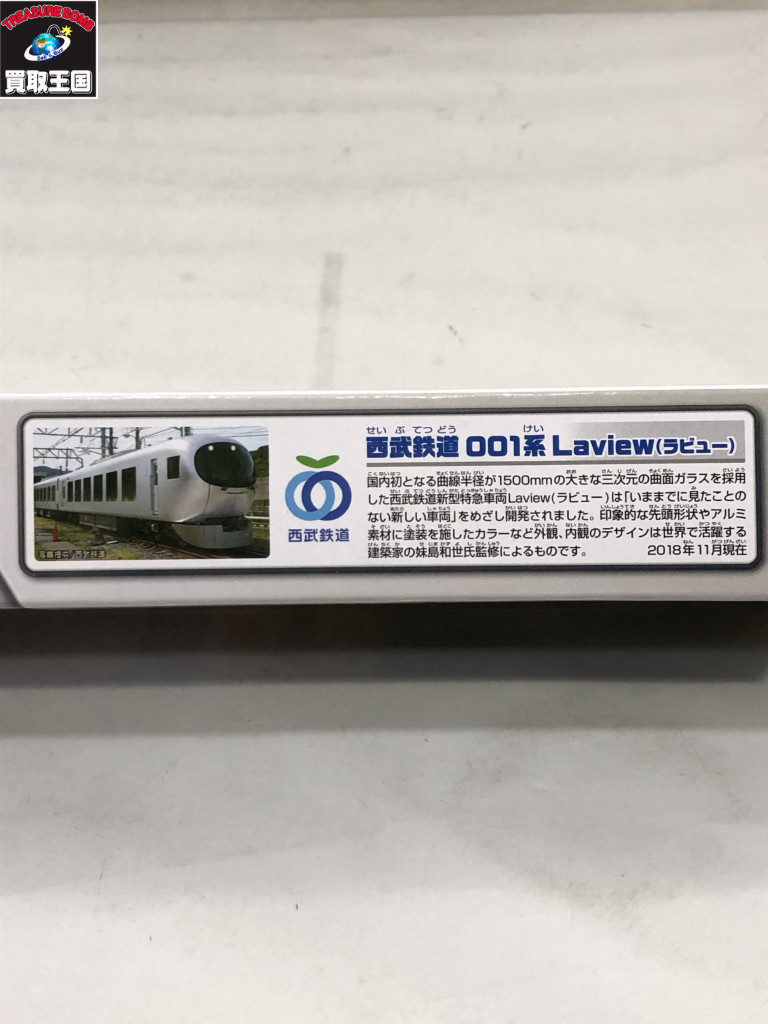 TREASURE BOMB
買取王国
せいぶてつどう けい
西武鉄道 001系 Laview(ラビュー)
国内初となる曲線半径が1500mmの大きな三次元の曲面ガラスを採用
した西武鉄道新型特急車両Laview(ラビュー)は「いままでに見たことの
ない新しい車両」をめざし開発されました。印象的な先頭形状やアルミ
素材に塗装を施したカラーなど外観、内観のデザインは世界で活躍する
建築家の妹島和世氏監修によるものです。 2018年11月現在
西武鉄道
写真提供/西武鉄道